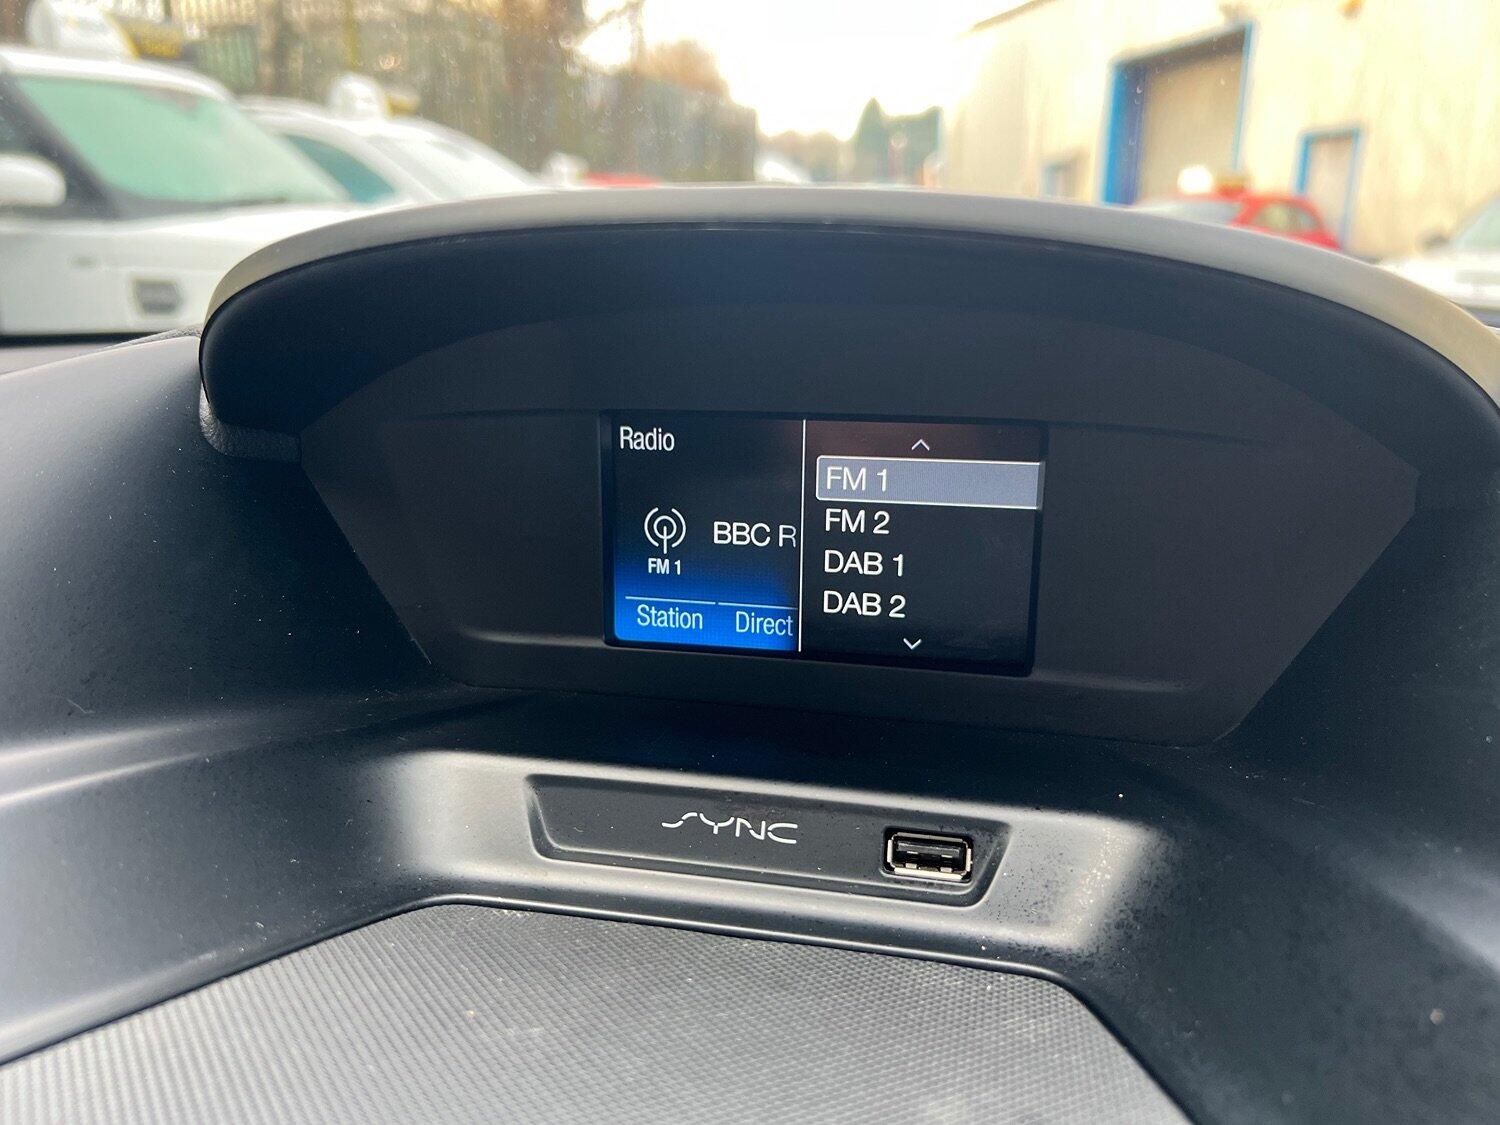 Radio
BBC R
FM 1
Station Direct
FM 1
FM 2
DAB 1
DAB 2
SYNC